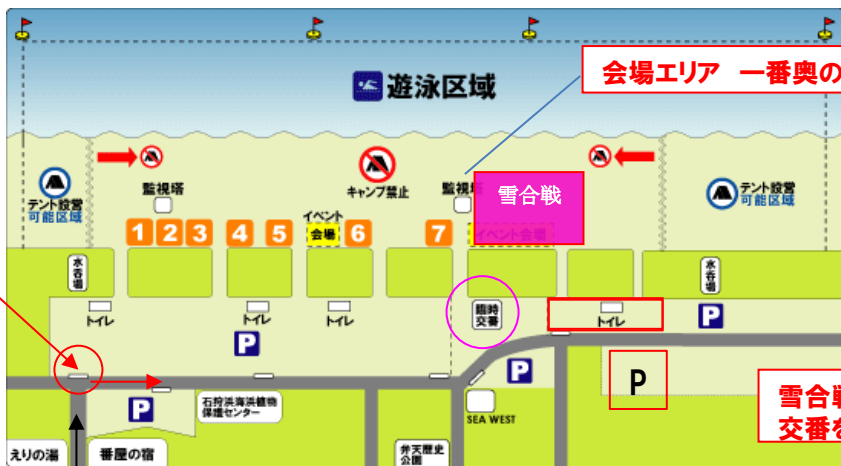 遊泳区域
会場エリア 一番奥の
監視塔
キャンプ禁止
監視塔
雪合戦
テント設営
可能区域
テント設営
可能区域
イベント
会場
1 2 3 4 5 6 7
イベント会場
水呑場
水呑場
トイレ
トイレ
トイレ
臨時
交番
トイレ
P
P
P
P
P
石狩浜海浜植物
保護センター
SEA WEST
雪合戦
交番を
えりの湯
番屋の宿
弁天歴史
公園